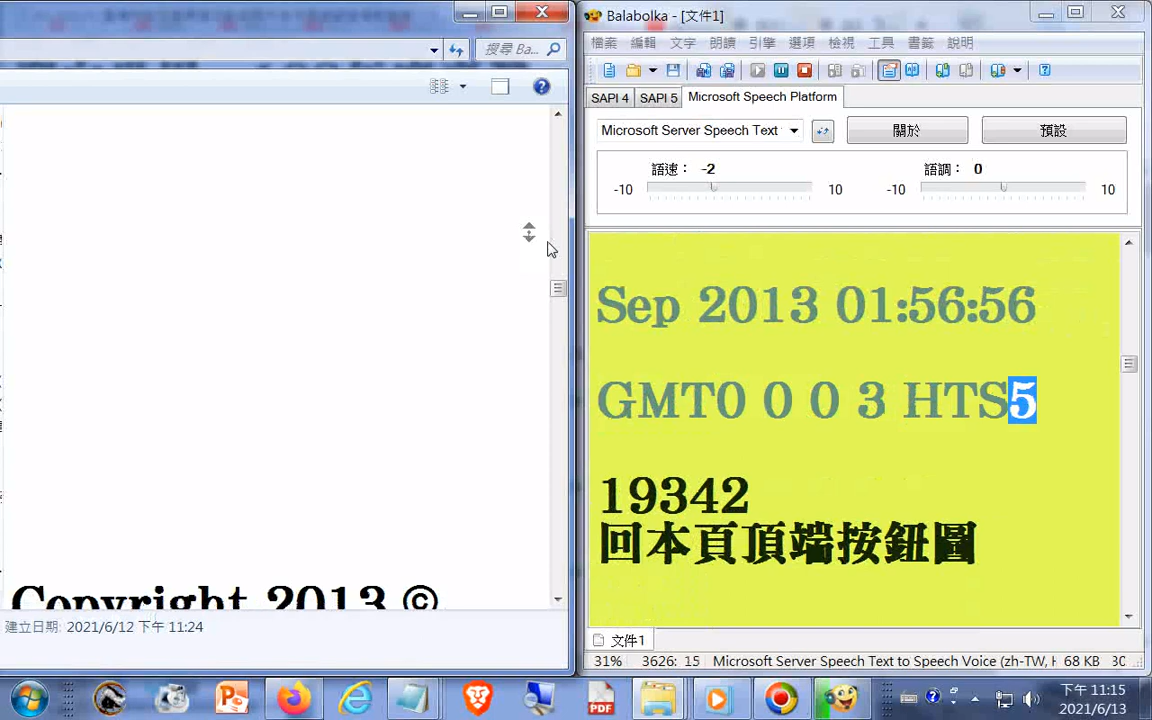 搜尋 Ba...
Copyright 2013 ©
建立日期: 2021/6/12 下午 11:24
Balabolka - [文件1]
檔案 編輯 文字 朗讀 引擎 選項 檢視 工具 書籤 說明
SAPI 4 SAPI 5 Microsoft Speech Platform
Microsoft Server Speech Text 關於 預設
語速： -2 語調： 0
-10 10 -10 10
Sep 2013 01:56:56
GMT0 0 0 3 HTS5
19342
回本頁頂端按鈕圖
文件1
31% 3626: 15 Microsoft Server Speech Text to Speech Voice (zh-TW, H 68 KB 30
PDF
下午 11:15
2021/6/13